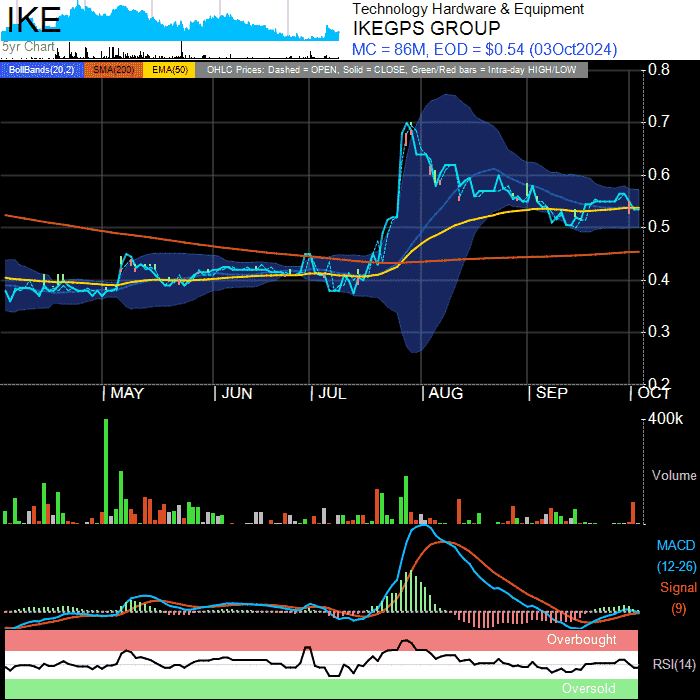 IKE
5yr Chart
Technology Hardware & Equipment
IKEGPS GROUP
MC = 86M, EOD = $0.54 (03Oct2024)
BollBands(20,2) SMA(200) EMA(50) OHLC Prices: Dashed = OPEN, Solid = CLOSE, Green/Red bars = Intra-day HIGH/LOW
0.8
0.7
0.6
0.5
0.4
0.3
0.2
MAY JUN JUL AUG SEP OCT
400k
Volume
MACD
(12-26)
Signal
(9)
Overbought
RSI(14)
Oversold